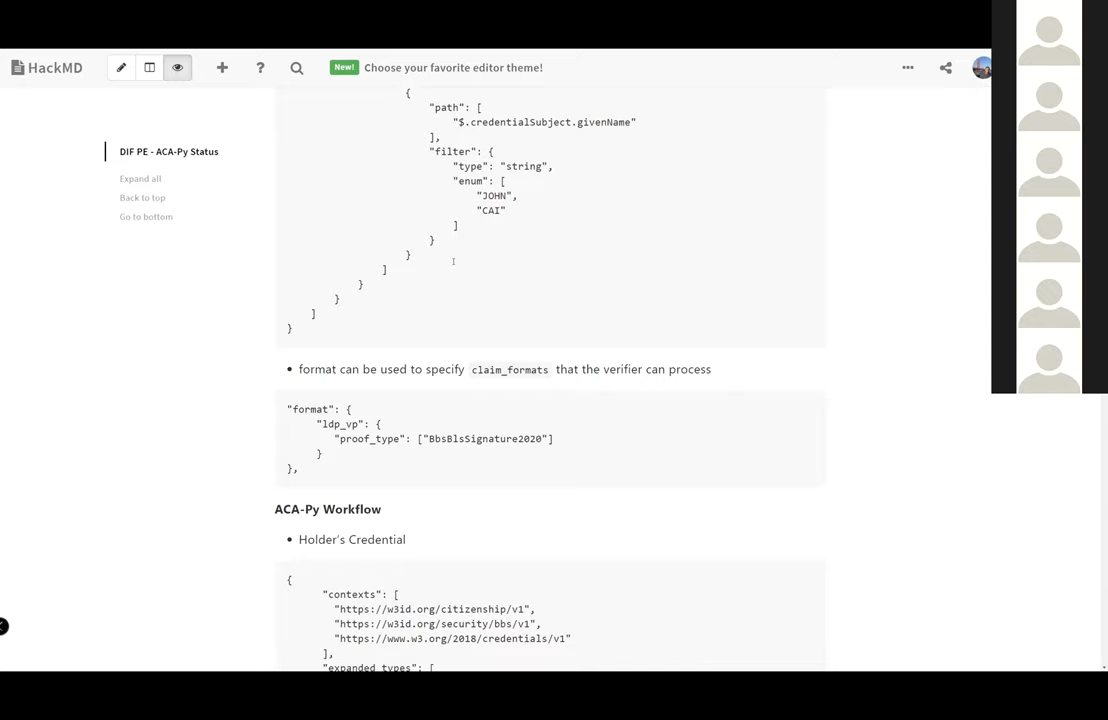 HackMD
New! Choose your favorite editor theme!
DIF PE - ACA-Py Status
Expand all
Back to top
Go to bottom
{
"path": [
"$.credentialSubject.givenName"
],
"filter": {
"type": "string",
"enum": [
"JOHN",
"CAI"
]
}
}
]
}
}
]
}
• format can be used to specify claim_formats that the verifier can process
"format": {
"ldp_vp": {
"proof_type": ["BbsBlsSignature2020"]
}
},
ACA-Py Workflow
• Holder's Credential
{
"contexts": [
"https://w3id.org/citizenship/v1",
"https://w3id.org/security/bbs/v1",
"https://www.w3.org/2018/credentials/v1"
],
"expanded_types": [